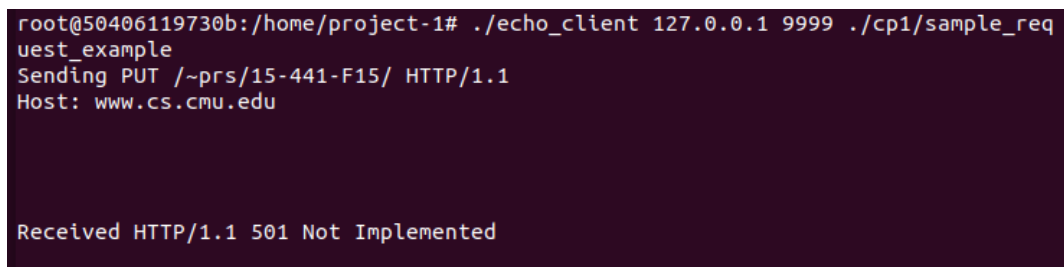 root@50406119730b:/home/project-1# ./echo_client 127.0.0.1 9999 ./cp1/sample_req
uest_example
Sending PUT /~prs/15-441-F15/ HTTP/1.1
Host: www.cs.cmu.edu
Received HTTP/1.1 501 Not Implemented